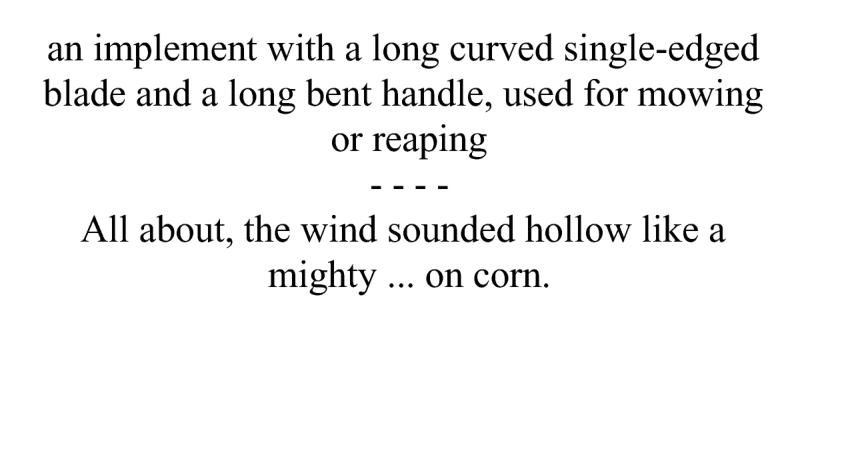 an implement with a long curved single-edged
blade and a long bent handle, used for mowing
or reaping
- - - -
All about, the wind sounded hollow like a
mighty ... on corn.